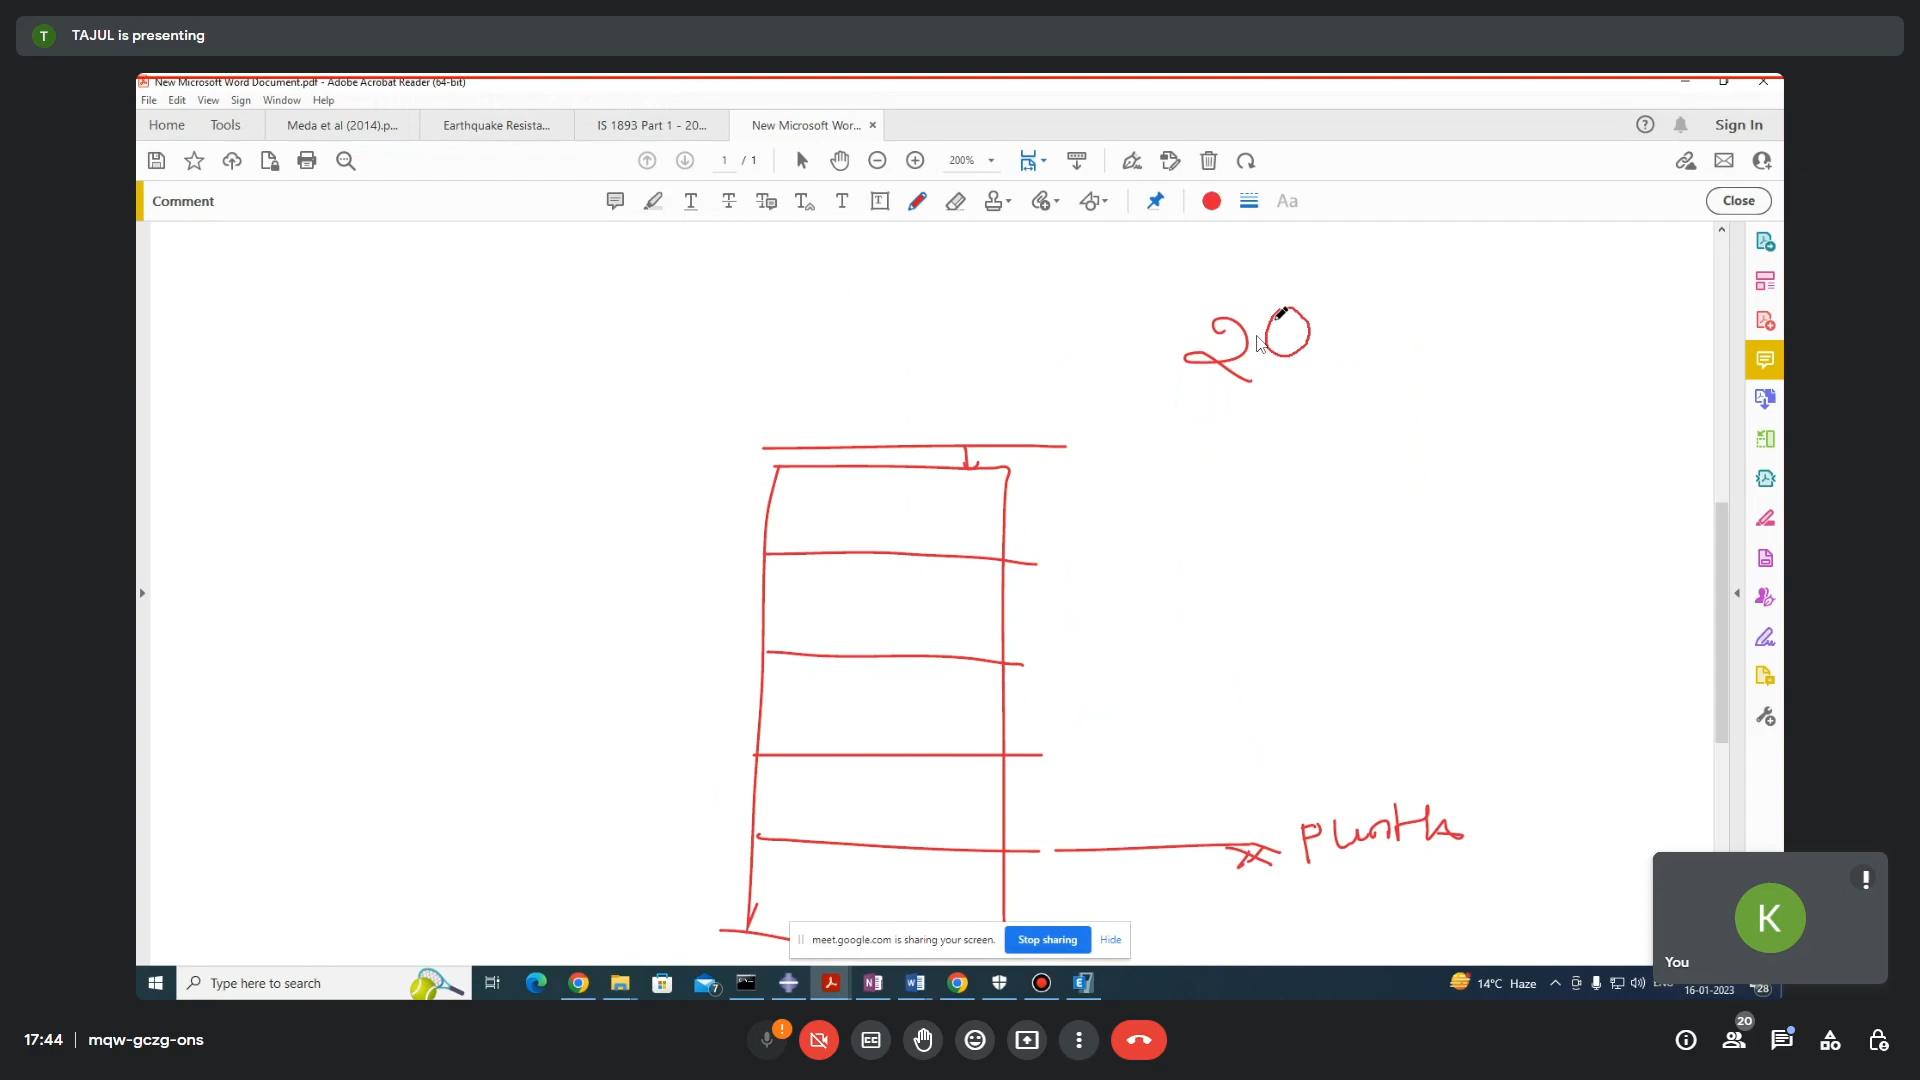 T TAJUL is presenting
New Microsoft Word Document.pdf - Adobe Acrobat Reader (64-bit)
File Edit View Sign Window Help
Home Tools Meda et al (2014).p... Earthquake Resista... IS 1893 Part 1 - 20... New Microsoft Wor... × Sign In
1 / 1 200%
Comment Aa Close
20
meet.google.com is sharing your screen. Stop sharing Hide
K
You
Type here to search 7 14°C Haze 16-01-2023 28
17:44 mqw-gczg-ons 20